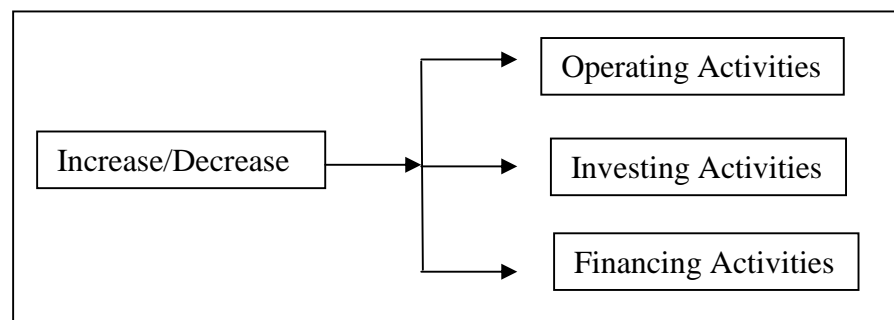 Operating Activities
Increase/Decrease
Investing Activities
Financing Activities